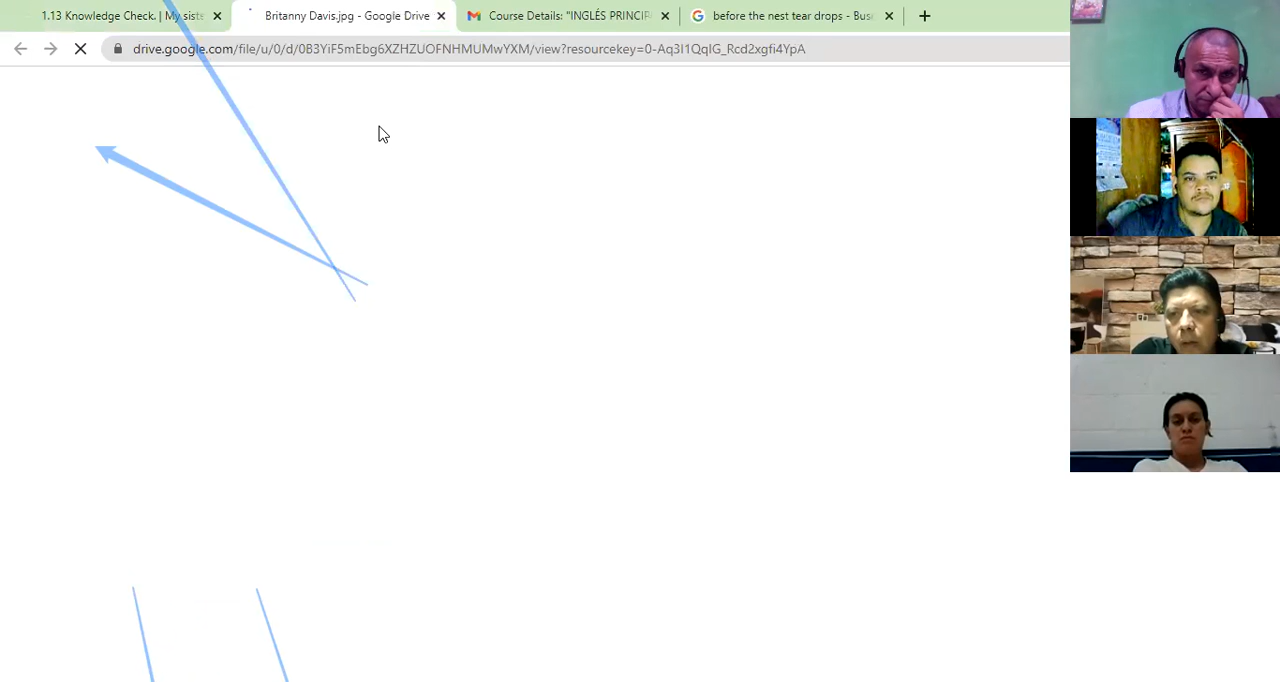 1.13 Knowledge Check. | My siste
Britanny Davis.jpg - Google Drive
Course Details: "INGLÉS PRINCIP
before the nest tear drops - Bus
drive.google.com/file/u/0/d/0B3YiF5mEbg6XZHZUOFNHMUMwYXM/view?resourcekey=0-Aq3I1QqIG_Rcd2xgfi4YpA